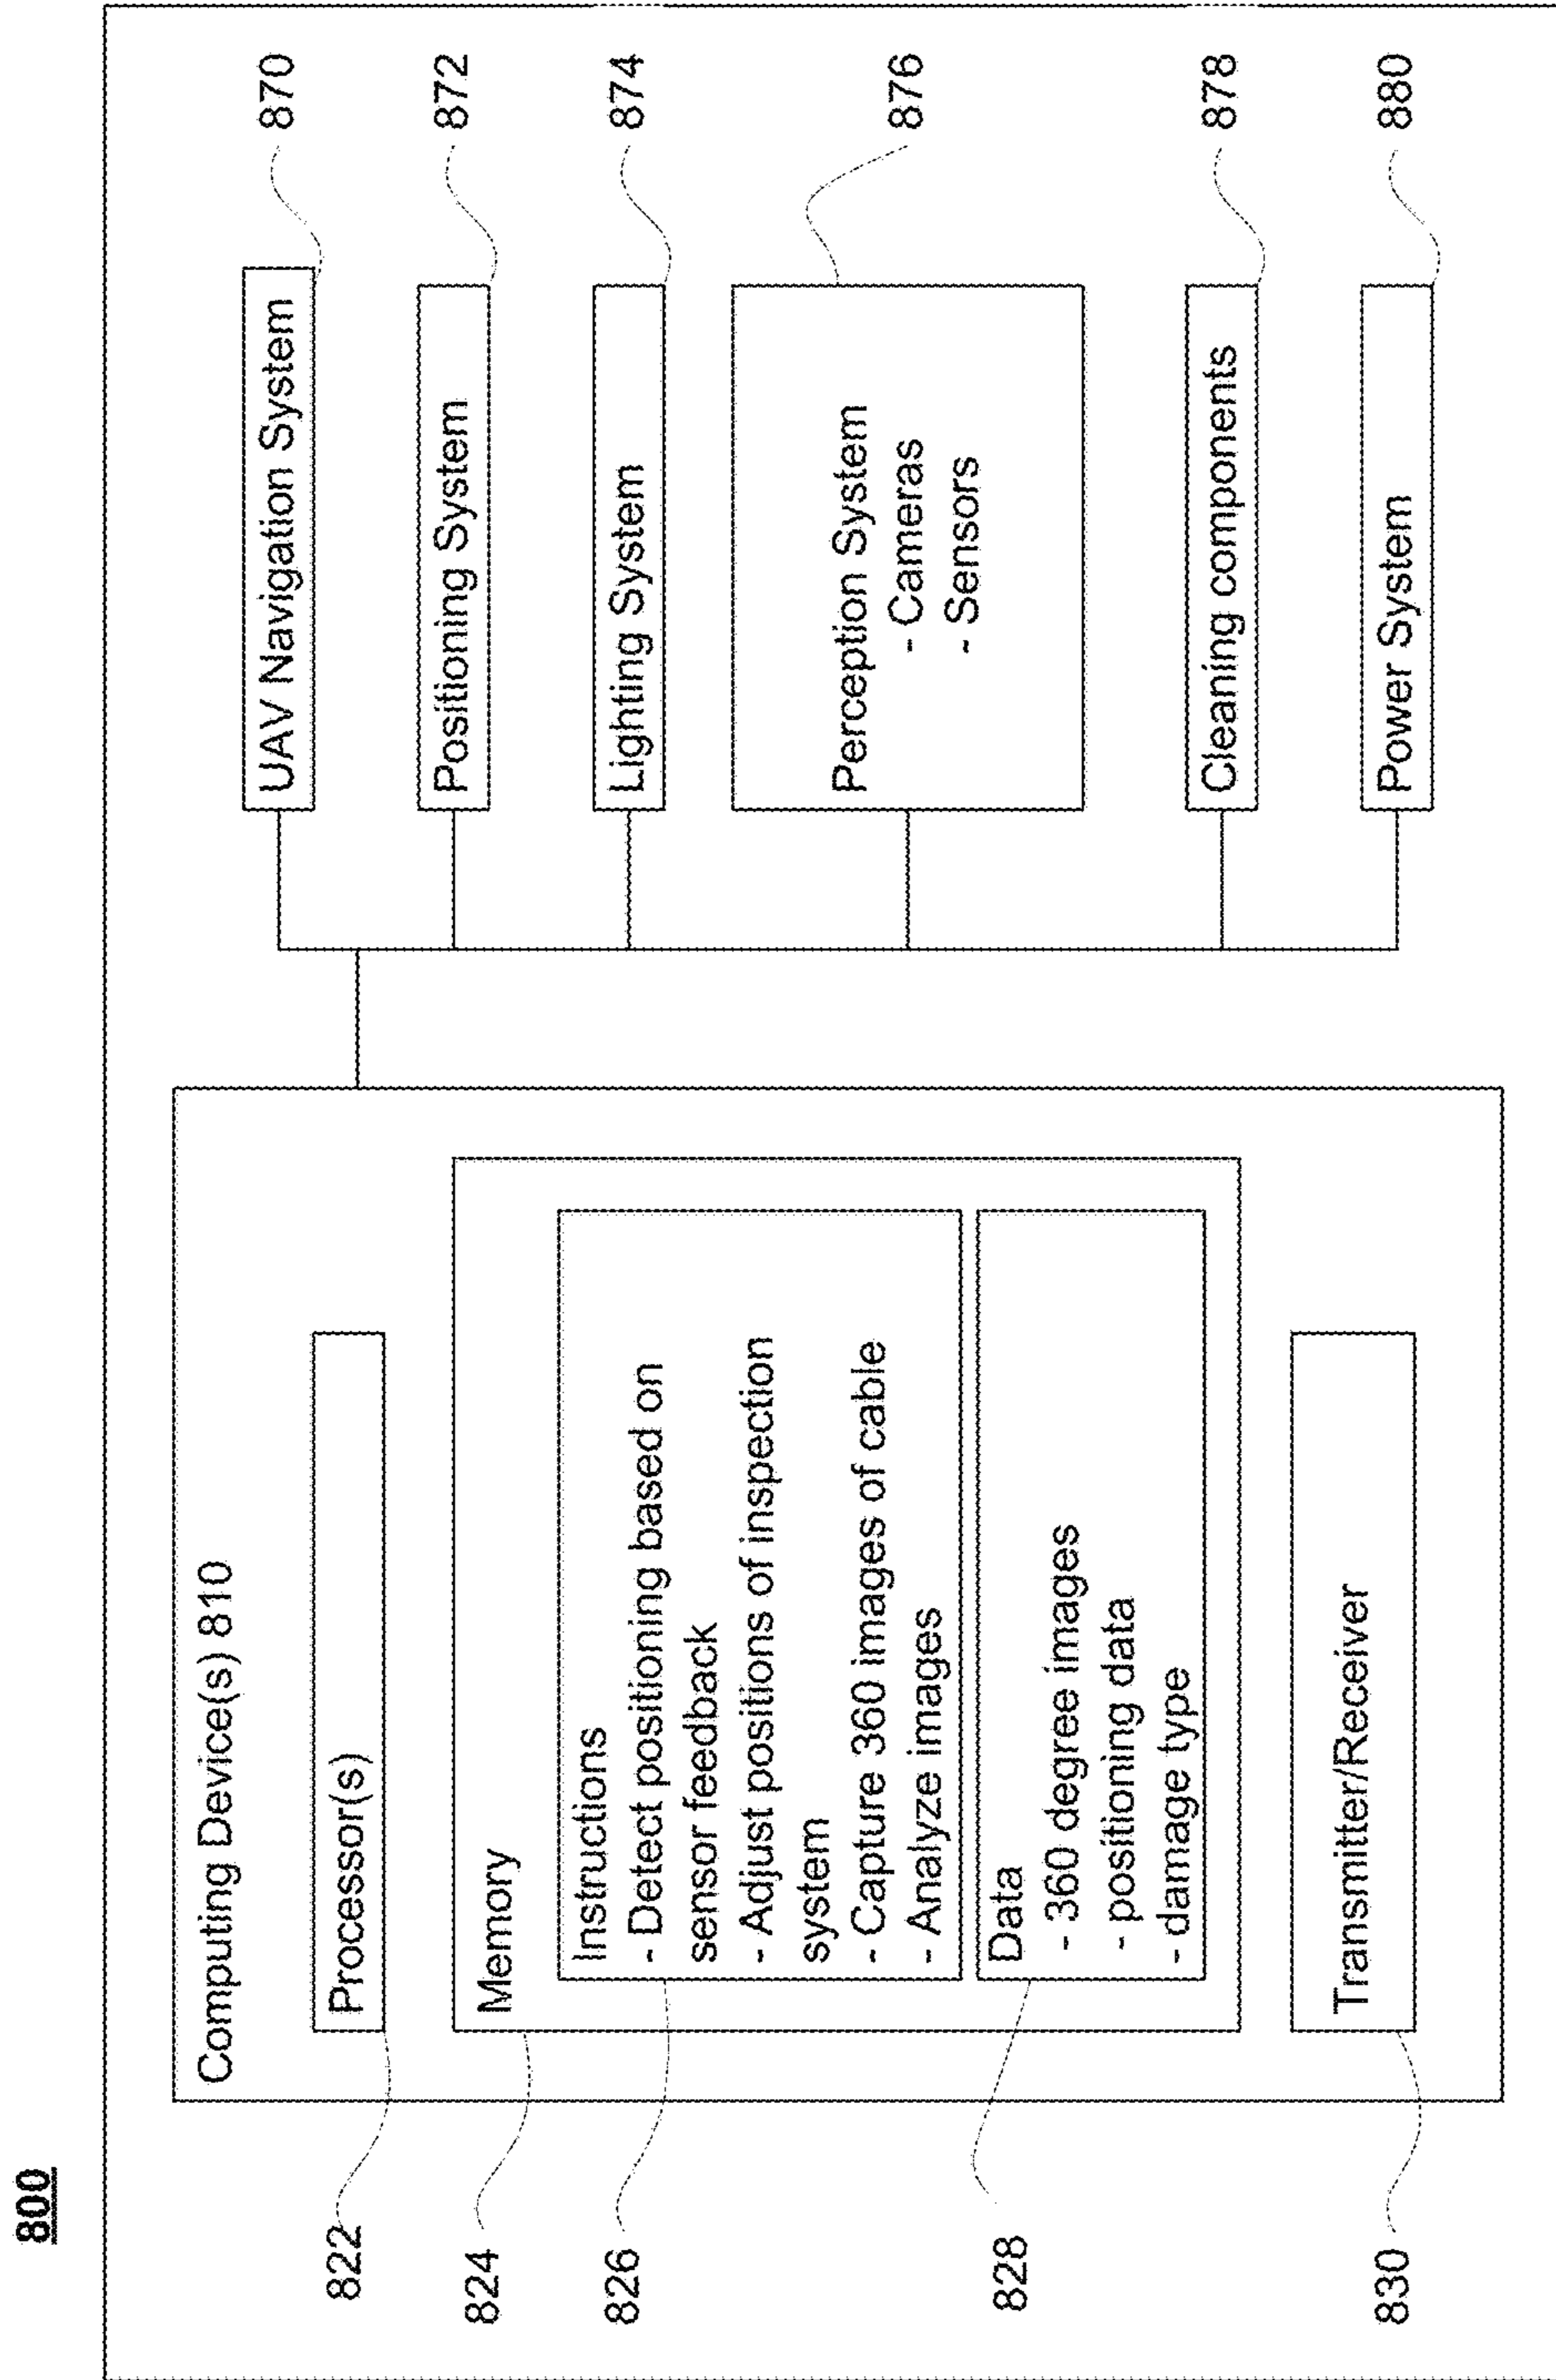 800
Computing Device(s) 810
822
Processor(s)
824
Memory
826
Instructions
- Detect positioning based on
sensor feedback
- Adjust positions of inspection
system
- Capture 360 images of cable
- Analyze images
828
Data
- 360 degree images
- positioning data
- damage type
830
Transmitter/Receiver
UAV Navigation System
870
Positioning System
872
Lighting System
874
Perception System
- Cameras
- Sensors
876
Cleaning components
878
Power System
880